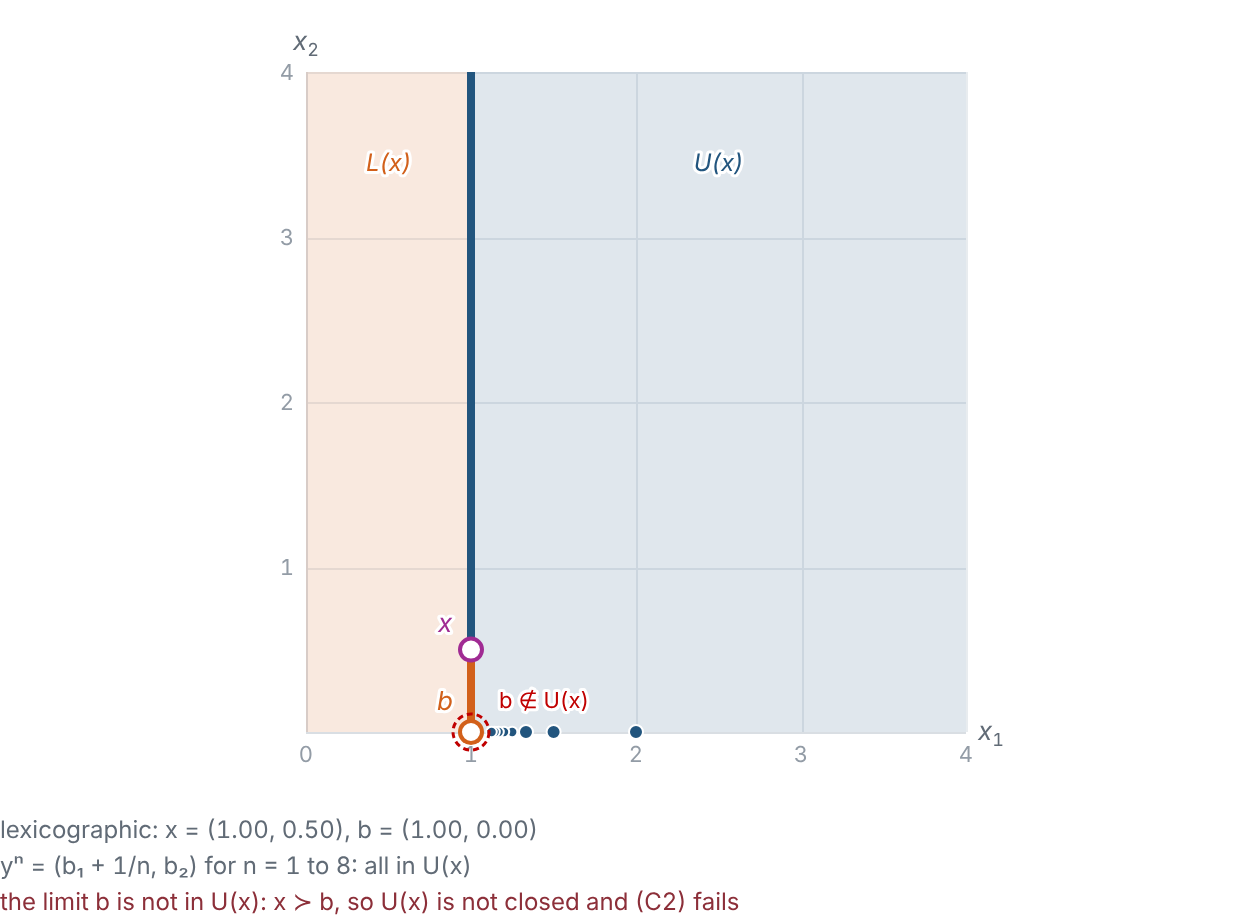 x₂
4
L(x)
U(x)
3
2
1
x
b
b ∉ U(x)
x₁
0
1
2
3
4
lexicographic: x = (1.00, 0.50), b = (1.00, 0.00)
yⁿ = (b₁ + 1/n, b₂) for n = 1 to 8: all in U(x)
the limit b is not in U(x): x ≻ b, so U(x) is not closed and (C2) fails